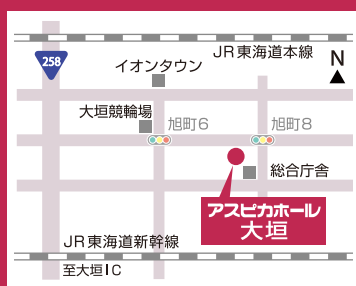 JR東海道本線
N
258
イオンタウン
大垣競輪場
旭町6
旭町8
総合庁舎
アスピカホール
大垣
JR東海道新幹線
至大垣IC